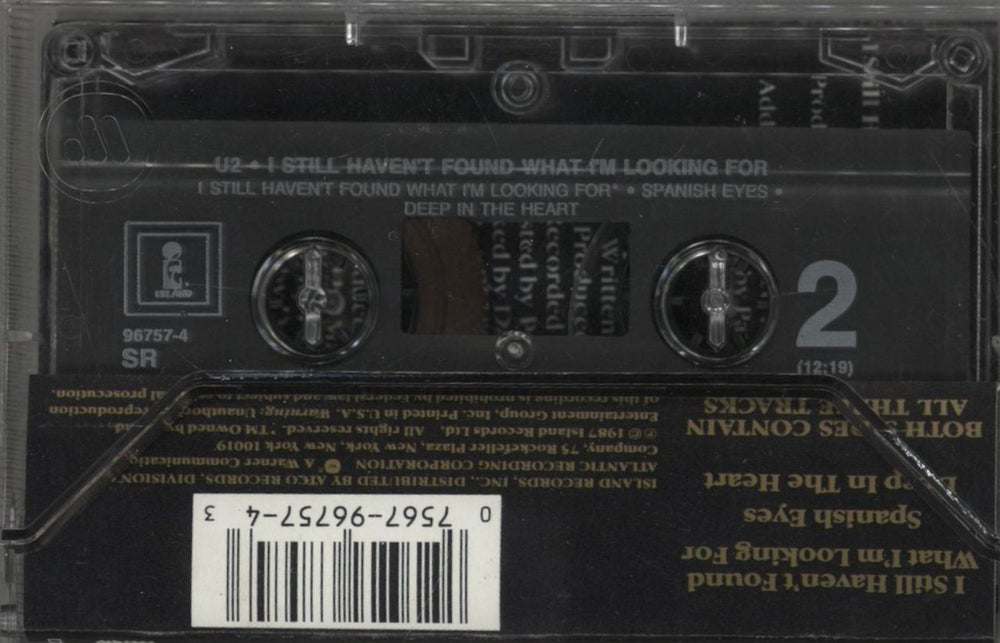 U2 • I STILL HAVEN'T FOUND WHAT I'M LOOKING FOR
I STILL HAVEN'T FOUND WHAT I'M LOOKING FOR* • SPANISH EYES •
DEEP IN THE HEART
ISLAND
96757-4
SR
2
(12:19)
I Still H
Prod
Add
Written
Produced
Recorded
I Still Haven't Found
What I'm Looking For
Spanish Eyes
Deep In The Heart
BOTH SIDES CONTAIN
ALL THREE TRACKS
0 7567-96757-4 3
ISLAND RECORDS, INC., DISTRIBUTED BY ATCO RECORDS, DIVISION
ATLANTIC RECORDING CORPORATION A Warner Communicatio
Company, 75 Rockefeller Plaza, New York, New York 10019.
℗ © 1987 Island Records Ltd. All rights reserved. ™ Owned by
Entertainment Group, Inc. Printed in U.S.A. Warning: Unauthorized reproduction
of this recording is prohibited by federal law and subject to criminal prosecution.